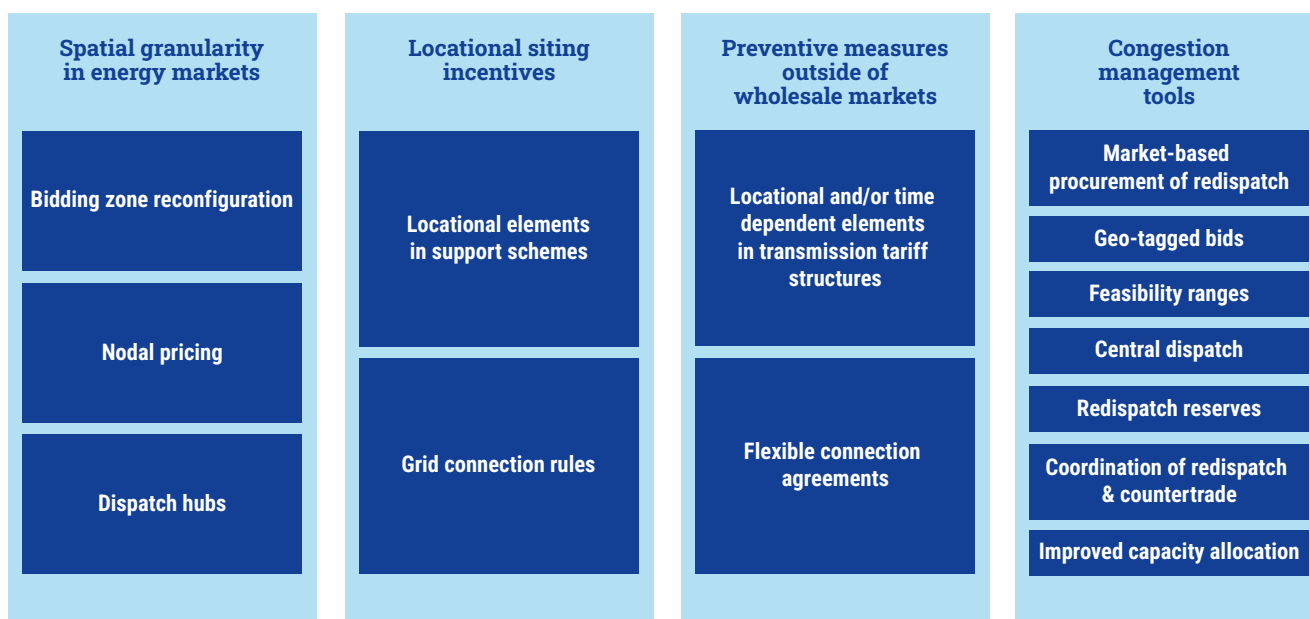 Spatial granularity
in energy markets
Bidding zone reconfiguration
Nodal pricing
Dispatch hubs
Locational siting
incentives
Locational elements
in support schemes
Grid connection rules
Preventive measures
outside of
wholesale markets
Locational and/or time
dependent elements
in transmission tariff
structures
Flexible connection
agreements
Congestion
management
tools
Market-based
procurement of redispatch
Geo-tagged bids
Feasibility ranges
Central dispatch
Redispatch reserves
Coordination of redispatch
& countertrade
Improved capacity allocation